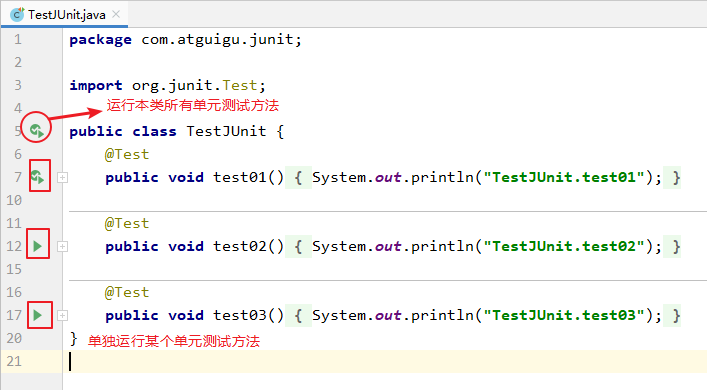 TestJUnit.java
1 package com.atguigu.junit;
2
3 import org.junit.Test;
4 运行本类所有单元测试方法
5 public class TestJUnit {
6 @Test
7 public void test01() { System.out.println("TestJUnit.test01"); }
10
11 @Test
12 public void test02() { System.out.println("TestJUnit.test02"); }
15
16 @Test
17 public void test03() { System.out.println("TestJUnit.test03"); }
20 } 单独运行某个单元测试方法
21